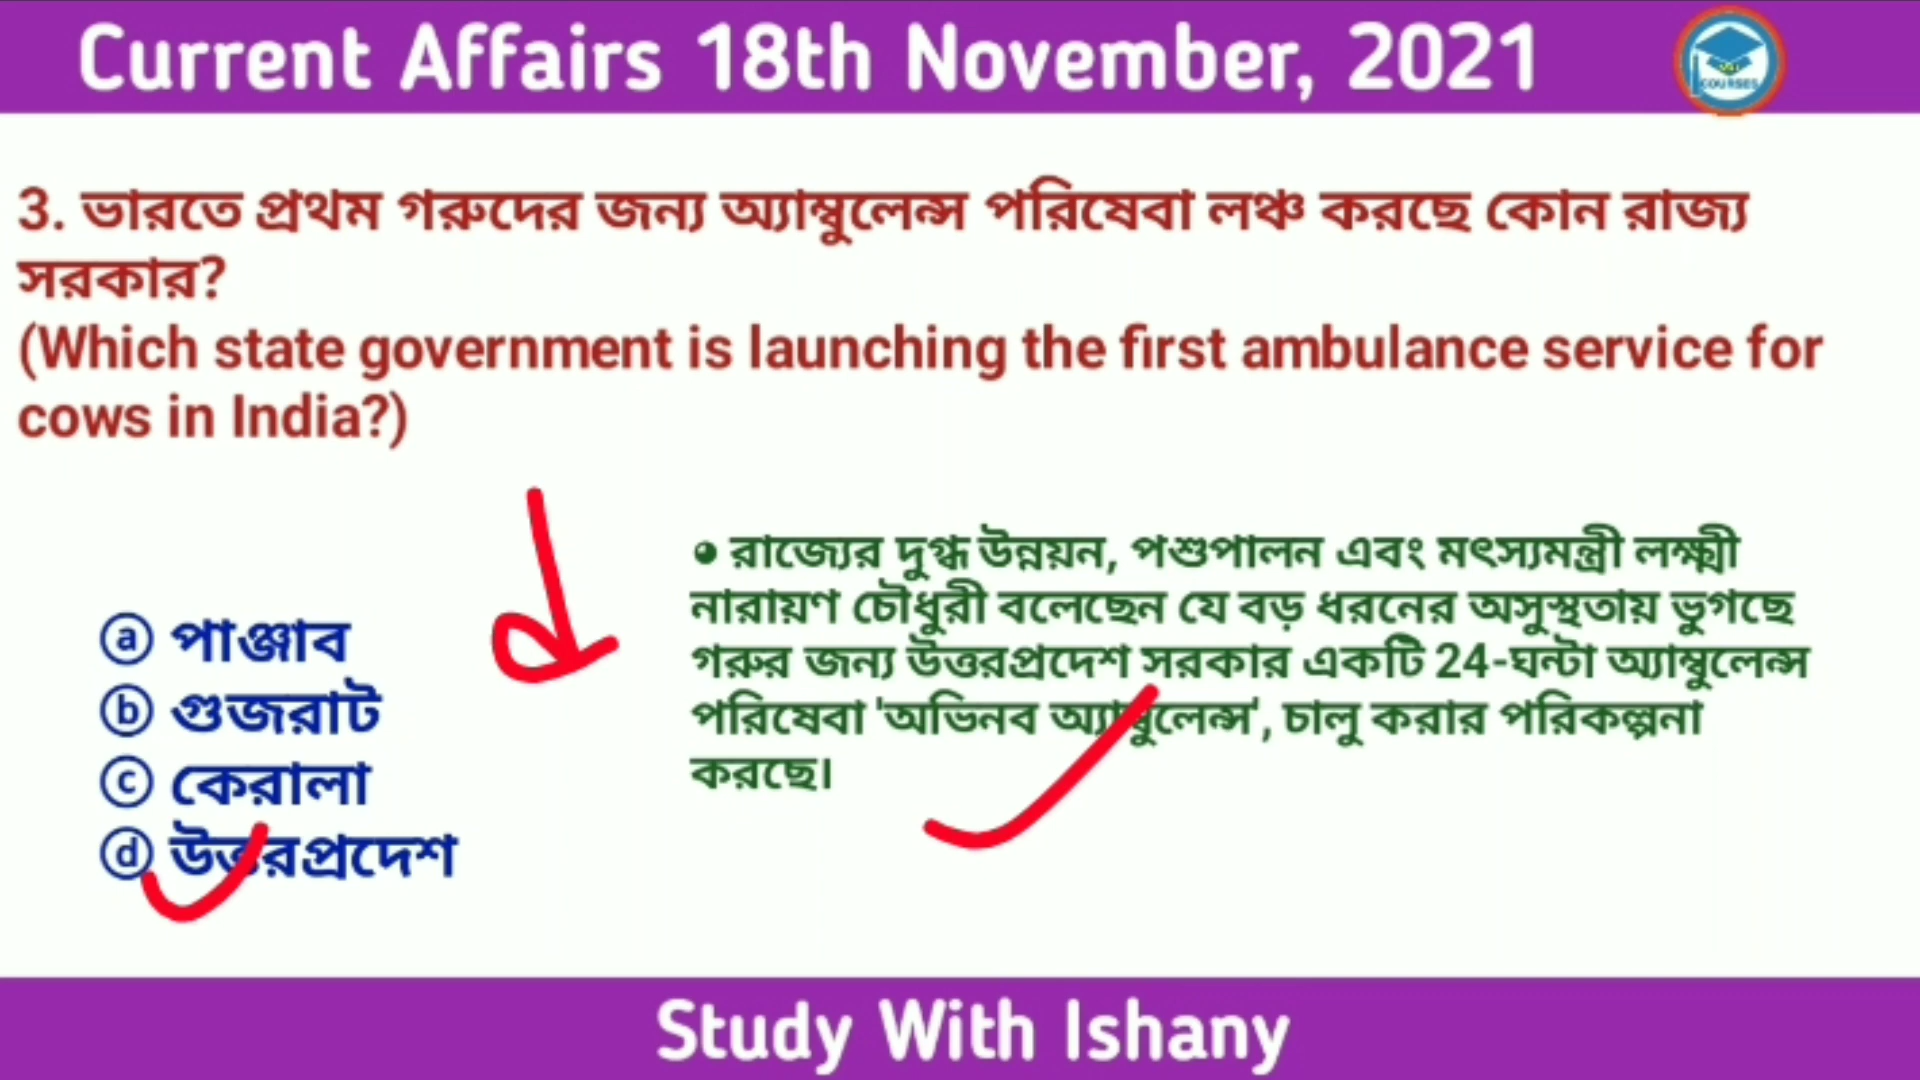 Current Affairs 18th November, 2021
COURSES
3. ভারতে প্রথম গরুদের জন্য অ্যাম্বুলেন্স পরিষেবা লঞ্চ করছে কোন রাজ্য
সরকার?
(Which state government is launching the first ambulance service for
cows in India?)
ⓐ পাঞ্জাব
ⓑ গুজরাট
ⓒ কেরালা
ⓓ উত্তরপ্রদেশ
• রাজ্যের দুগ্ধ উন্নয়ন, পশুপালন এবং মৎস্যমন্ত্রী লক্ষ্মী
নারায়ণ চৌধুরী বলেছেন যে বড় ধরনের অসুস্থতায় ভুগছে
গরুর জন্য উত্তরপ্রদেশ সরকার একটি 24-ঘন্টা অ্যাম্বুলেন্স
পরিষেবা 'অভিনব অ্যাম্বুলেন্স', চালু করার পরিকল্পনা
করছে।
Study With Ishany